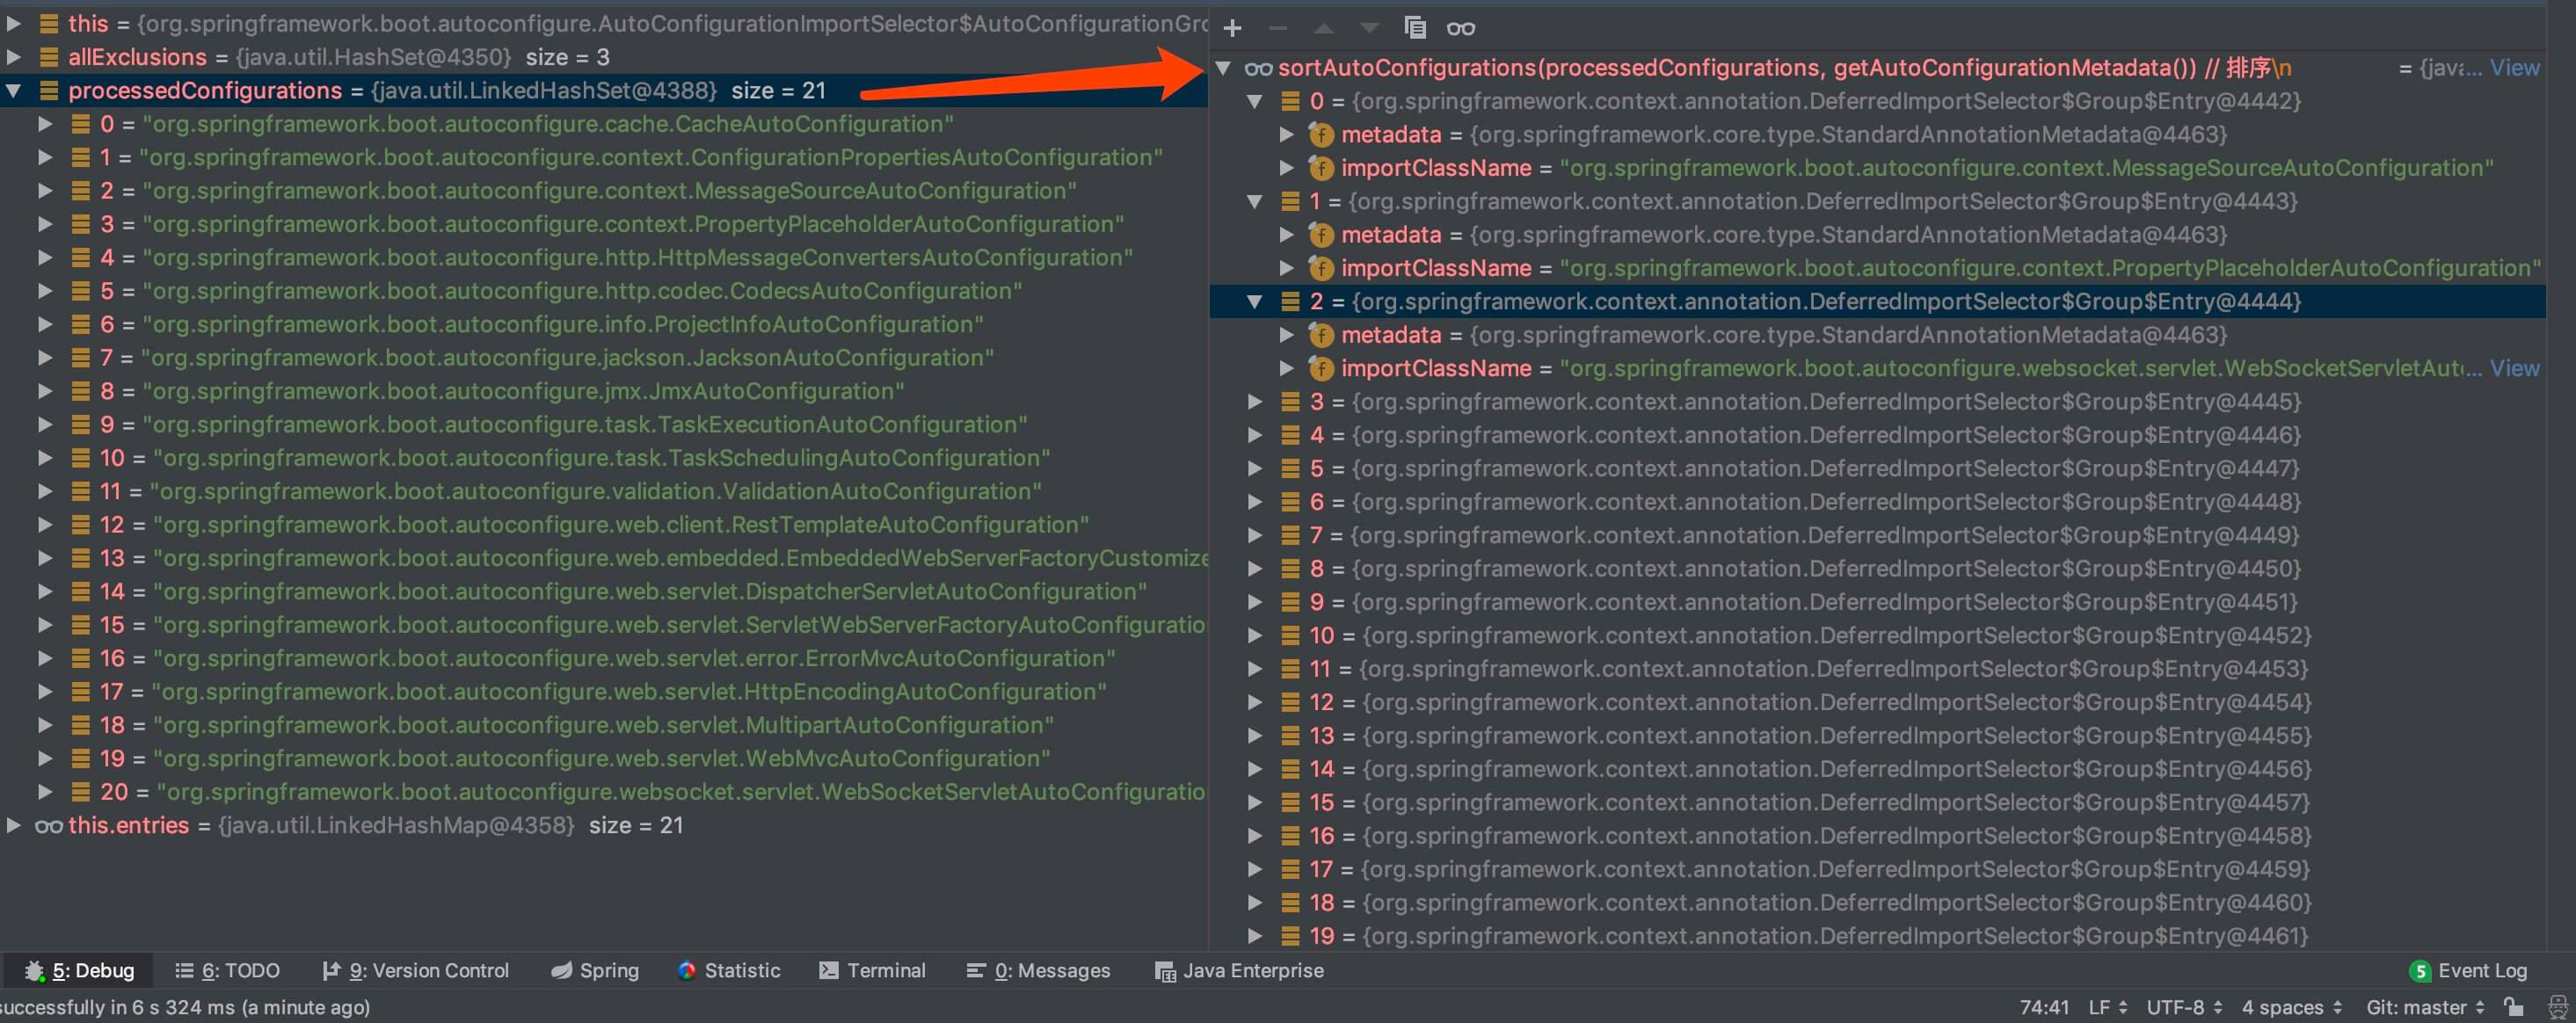 this = {org.springframework.boot.autoconfigure.AutoConfigurationImportSelector$AutoConfigurationGro
allExclusions = {java.util.HashSet@4350} size = 3
processedConfigurations = {java.util.LinkedHashSet@4388} size = 21
0 = "org.springframework.boot.autoconfigure.cache.CacheAutoConfiguration"
1 = "org.springframework.boot.autoconfigure.context.ConfigurationPropertiesAutoConfiguration"
2 = "org.springframework.boot.autoconfigure.context.MessageSourceAutoConfiguration"
3 = "org.springframework.boot.autoconfigure.context.PropertyPlaceholderAutoConfiguration"
4 = "org.springframework.boot.autoconfigure.http.HttpMessageConvertersAutoConfiguration"
5 = "org.springframework.boot.autoconfigure.http.codec.CodecsAutoConfiguration"
6 = "org.springframework.boot.autoconfigure.info.ProjectInfoAutoConfiguration"
7 = "org.springframework.boot.autoconfigure.jackson.JacksonAutoConfiguration"
8 = "org.springframework.boot.autoconfigure.jmx.JmxAutoConfiguration"
9 = "org.springframework.boot.autoconfigure.task.TaskExecutionAutoConfiguration"
10 = "org.springframework.boot.autoconfigure.task.TaskSchedulingAutoConfiguration"
11 = "org.springframework.boot.autoconfigure.validation.ValidationAutoConfiguration"
12 = "org.springframework.boot.autoconfigure.web.client.RestTemplateAutoConfiguration"
13 = "org.springframework.boot.autoconfigure.web.embedded.EmbeddedWebServerFactoryCustomize
14 = "org.springframework.boot.autoconfigure.web.servlet.DispatcherServletAutoConfiguration"
15 = "org.springframework.boot.autoconfigure.web.servlet.ServletWebServerFactoryAutoConfiguratio
16 = "org.springframework.boot.autoconfigure.web.servlet.error.ErrorMvcAutoConfiguration"
17 = "org.springframework.boot.autoconfigure.web.servlet.HttpEncodingAutoConfiguration"
18 = "org.springframework.boot.autoconfigure.web.servlet.MultipartAutoConfiguration"
19 = "org.springframework.boot.autoconfigure.web.servlet.WebMvcAutoConfiguration"
20 = "org.springframework.boot.autoconfigure.websocket.servlet.WebSocketServletAutoConfiguratio
this.entries = {java.util.LinkedHashMap@4358} size = 21
sortAutoConfigurations(processedConfigurations, getAutoConfigurationMetadata()) // 排序\n = {java... View
0 = {org.springframework.context.annotation.DeferredImportSelector$Group$Entry@4442}
metadata = {org.springframework.core.type.StandardAnnotationMetadata@4463}
importClassName = "org.springframework.boot.autoconfigure.context.MessageSourceAutoConfiguration"
1 = {org.springframework.context.annotation.DeferredImportSelector$Group$Entry@4443}
metadata = {org.springframework.core.type.StandardAnnotationMetadata@4463}
importClassName = "org.springframework.boot.autoconfigure.context.PropertyPlaceholderAutoConfiguration"
2 = {org.springframework.context.annotation.DeferredImportSelector$Group$Entry@4444}
metadata = {org.springframework.core.type.StandardAnnotationMetadata@4463}
importClassName = "org.springframework.boot.autoconfigure.websocket.servlet.WebSocketServletAut... View
3 = {org.springframework.context.annotation.DeferredImportSelector$Group$Entry@4445}
4 = {org.springframework.context.annotation.DeferredImportSelector$Group$Entry@4446}
5 = {org.springframework.context.annotation.DeferredImportSelector$Group$Entry@4447}
6 = {org.springframework.context.annotation.DeferredImportSelector$Group$Entry@4448}
7 = {org.springframework.context.annotation.DeferredImportSelector$Group$Entry@4449}
8 = {org.springframework.context.annotation.DeferredImportSelector$Group$Entry@4450}
9 = {org.springframework.context.annotation.DeferredImportSelector$Group$Entry@4451}
10 = {org.springframework.context.annotation.DeferredImportSelector$Group$Entry@4452}
11 = {org.springframework.context.annotation.DeferredImportSelector$Group$Entry@4453}
12 = {org.springframework.context.annotation.DeferredImportSelector$Group$Entry@4454}
13 = {org.springframework.context.annotation.DeferredImportSelector$Group$Entry@4455}
14 = {org.springframework.context.annotation.DeferredImportSelector$Group$Entry@4456}
15 = {org.springframework.context.annotation.DeferredImportSelector$Group$Entry@4457}
16 = {org.springframework.context.annotation.DeferredImportSelector$Group$Entry@4458}
17 = {org.springframework.context.annotation.DeferredImportSelector$Group$Entry@4459}
18 = {org.springframework.context.annotation.DeferredImportSelector$Group$Entry@4460}
19 = {org.springframework.context.annotation.DeferredImportSelector$Group$Entry@4461}
5: Debug 6: TODO 9: Version Control Spring Statistic Terminal 0: Messages Java Enterprise 5 Event Log
successfully in 6 s 324 ms (a minute ago) 74:41 LF UTF-8 4 spaces Git: master